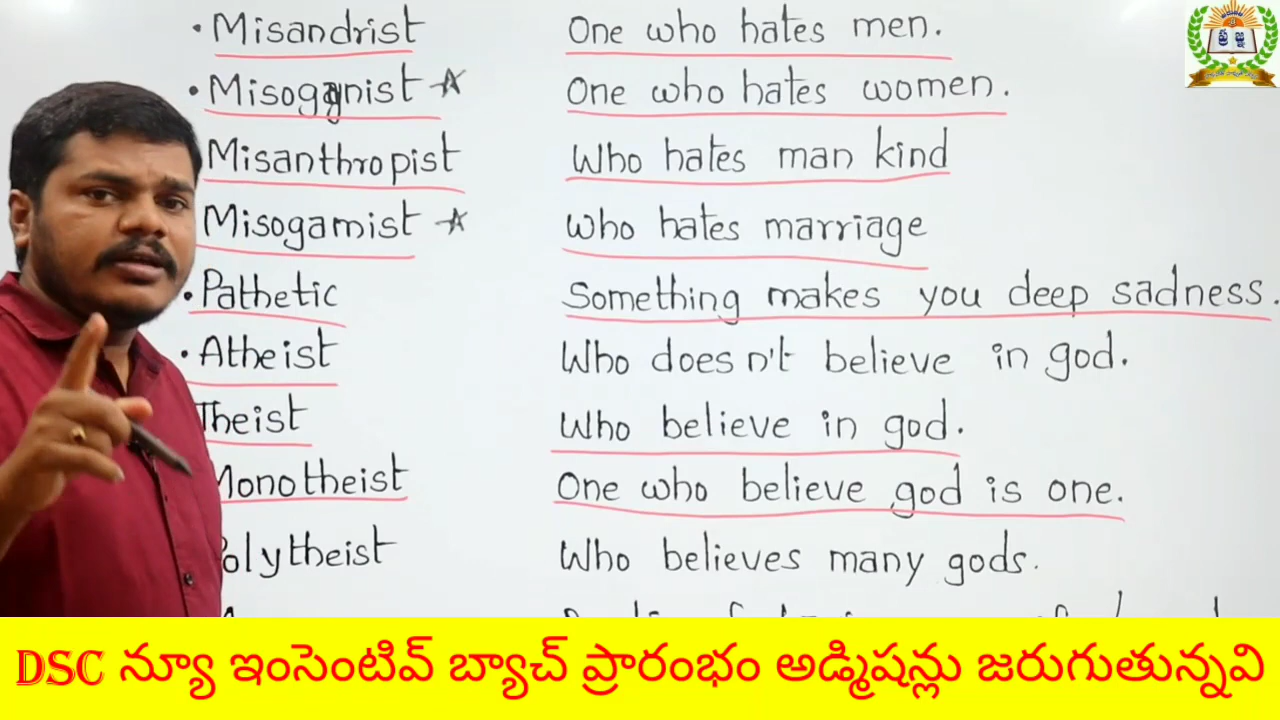 • Misandrist One who hates men.
• Misogynist ☆ One who hates women.
Misanthropist Who hates man kind
Misogamist ☆ who hates marriage
• Pathetic Something makes you deep sadness.
• Atheist Who doesn't believe in god.
Theist Who believe in god.
Monotheist One who believe god is one.
Polytheist Who believes many gods.
DSC న్యూ ఇంసెంటివ్ బ్యాచ్ ప్రారంభం అడ్మిషన్లు జరుగుతున్నవి